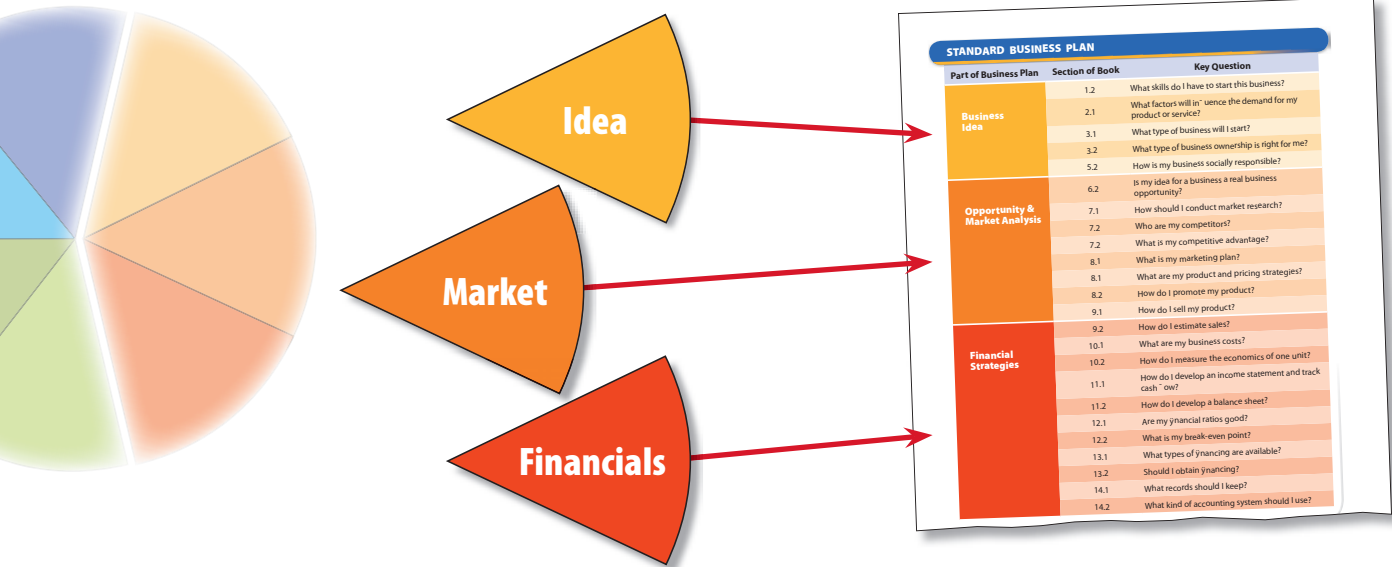 Idea
Market
Financials
STANDARD BUSINESS PLAN
Part of Business Plan Section of Book Key Question
Business
Idea
1.2 What skills do I have to start this business?
2.1 What factors will in¨ uence the demand for my
product or service?
3.1 What type of business will I start?
3.2 What type of business ownership is right for me?
5.2 How is my business socially responsible?
Opportunity &
Market Analysis
6.2 Is my idea for a business a real business
opportunity?
7.1 How should I conduct market research?
7.2 Who are my competitors?
7.2 What is my competitive advantage?
8.1 What is my marketing plan?
8.1 What are my product and pricing strategies?
8.2 How do I promote my product?
9.1 How do I sell my product?
Financial
Strategies
9.2 How do I estimate sales?
10.1 What are my business costs?
10.2 How do I measure the economics of one unit?
11.1 How do I develop an income statement and track
cash ¨ ow?
11.2 How do I develop a balance sheet?
12.1 Are my ÿnancial ratios good?
12.2 What is my break-even point?
13.1 What types of ÿnancing are available?
13.2 Should I obtain ÿnancing?
14.1 What records should I keep?
14.2 What kind of accounting system should I use?